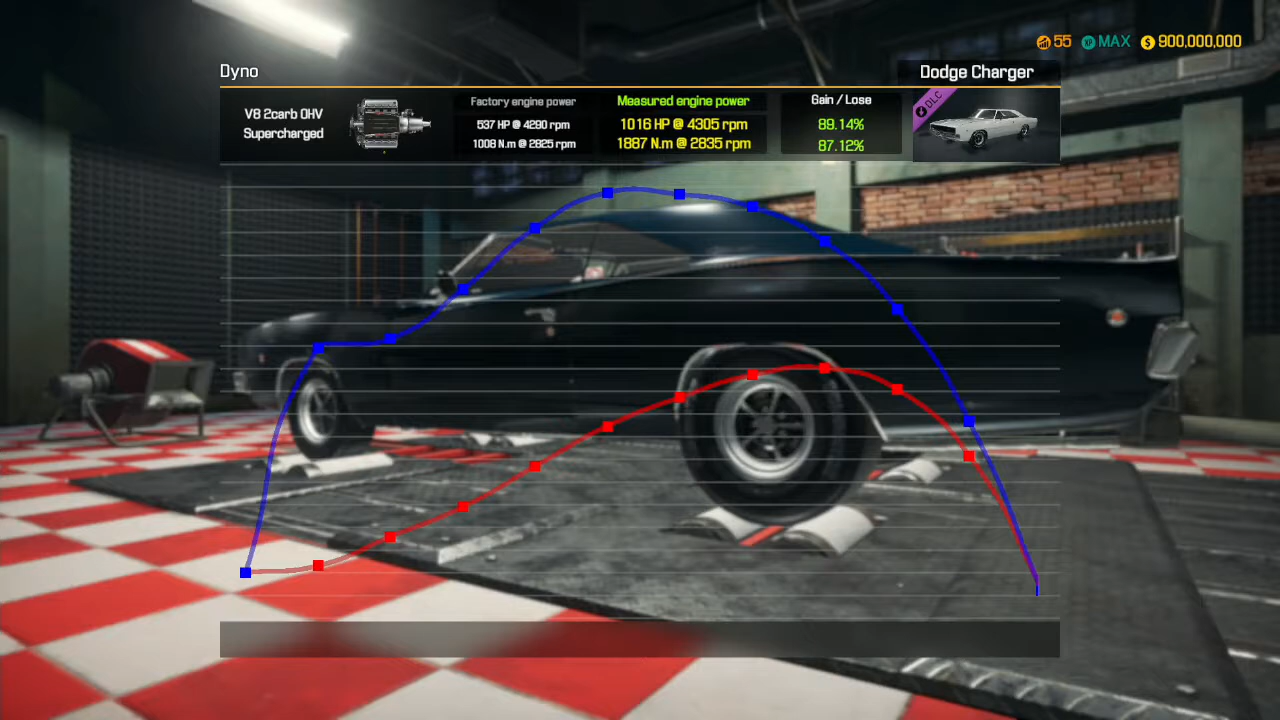 55 XP MAX $ 900,000,000
Dyno
Dodge Charger
V8 2carb OHV
Supercharged
Factory engine power
537 HP @ 4290 rpm
1008 N.m @ 2825 rpm
Measured engine power
1016 HP @ 4305 rpm
1887 N.m @ 2835 rpm
Gain / Lose
89.14%
87.12%
DLC